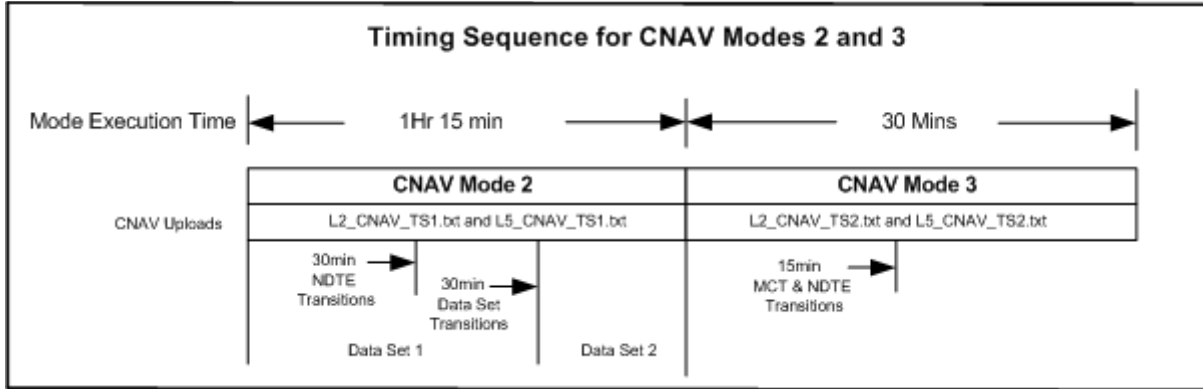 Timing Sequence for CNAV Modes 2 and 3
Mode Execution Time
1Hr 15 min
30 Mins
CNAV Mode 2
CNAV Mode 3
CNAV Uploads
L2_CNAV_TS1.txt and L5_CNAV_TS1.txt
L2_CNAV_TS2.txt and L5_CNAV_TS2.txt
30min
NDTE
Transitions
30min
Data Set
Transitions
15min
MCT & NDTE
Transitions
Data Set 1
Data Set 2